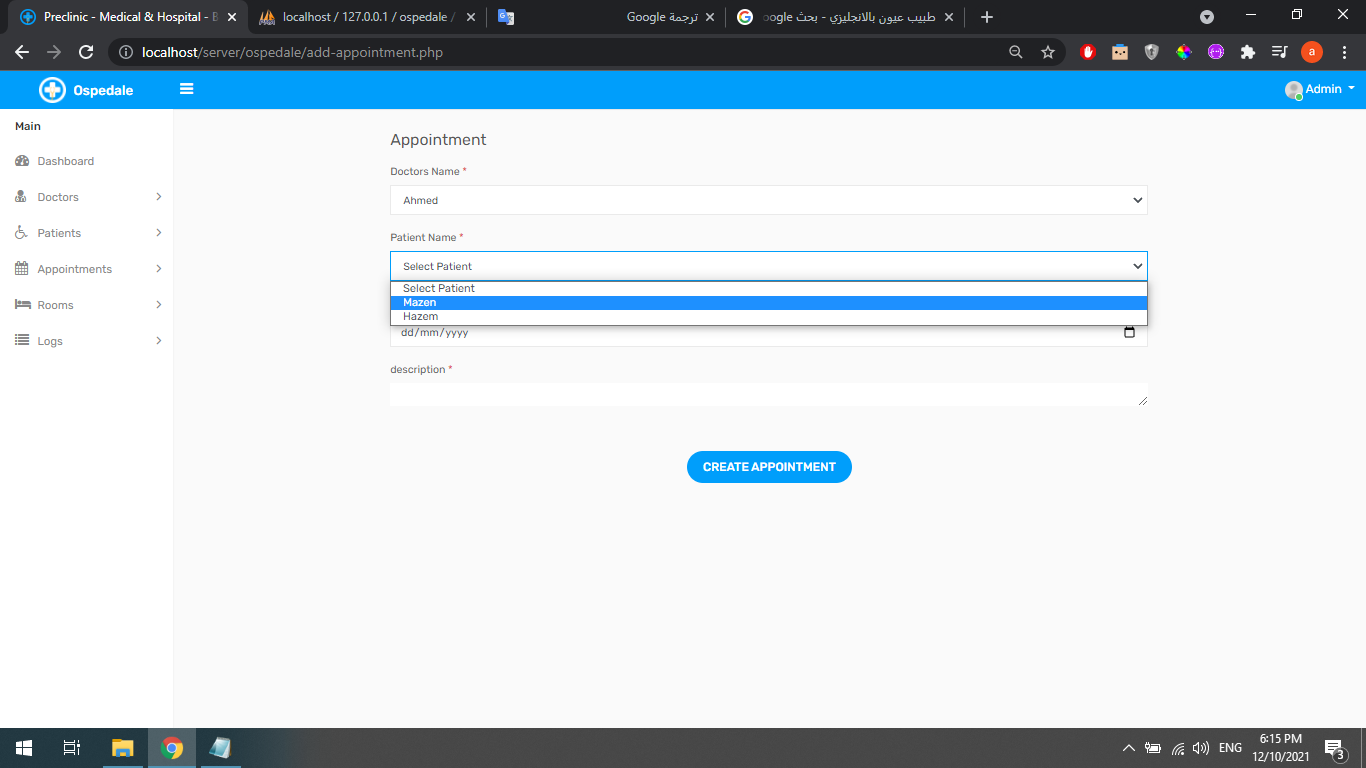 Preclinic - Medical & Hospital - B
localhost / 127.0.0.1 / ospedale /
ترجمة Google
طبيب عيون بالانجليزي - بحث oogle
localhost/server/ospedale/add-appointment.php
a
Ospedale
Admin
Main
Dashboard
Doctors
Patients
Appointments
Rooms
Logs
Appointment
Doctors Name *
Ahmed
Patient Name *
Select Patient
Select Patient
Mazen
Hazem
dd/mm/yyyy
description *
CREATE APPOINTMENT
ENG
6:15 PM
12/10/2021
3